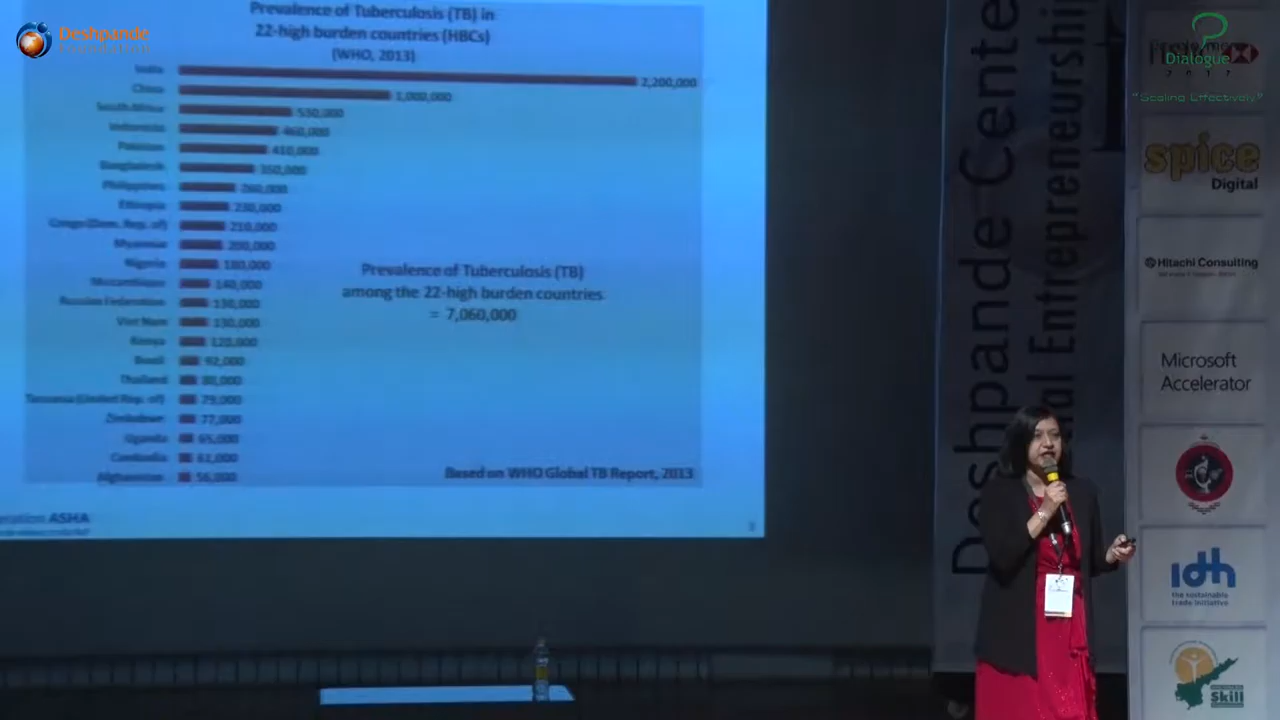 Deshpande
Foundation
Prevalence of Tuberculosis (TB) in
22-high burden countries (HBCs)
(WHO, 2013)
India 2,200,000
China 1,000,000
South Africa 530,000
Indonesia 460,000
Pakistan 410,000
Bangladesh 350,000
Philippines 260,000
Ethiopia 230,000
Congo (Dem. Rep. of) 210,000
Myanmar 200,000
Nigeria 180,000
Mozambique 140,000
Russian Federation 130,000
Viet Nam 130,000
Kenya 120,000
Brazil 92,000
Thailand 80,000
Tanzania (United Rep. of) 79,000
Zimbabwe 77,000
Uganda 65,000
Cambodia 61,000
Afghanistan 56,000
Prevalence of Tuberculosis (TB)
among the 22-high burden countries
= 7,060,000
Based on WHO Global TB Report, 2013
peration ASHA
3
Deshpande Cente
al Entrepreneurship
Dialogue
2017
"Scaling Effectively"
spice
Digital
Hitachi Consulting
Microsoft
Accelerator
idh
the sustainable
trade initiative
Skill